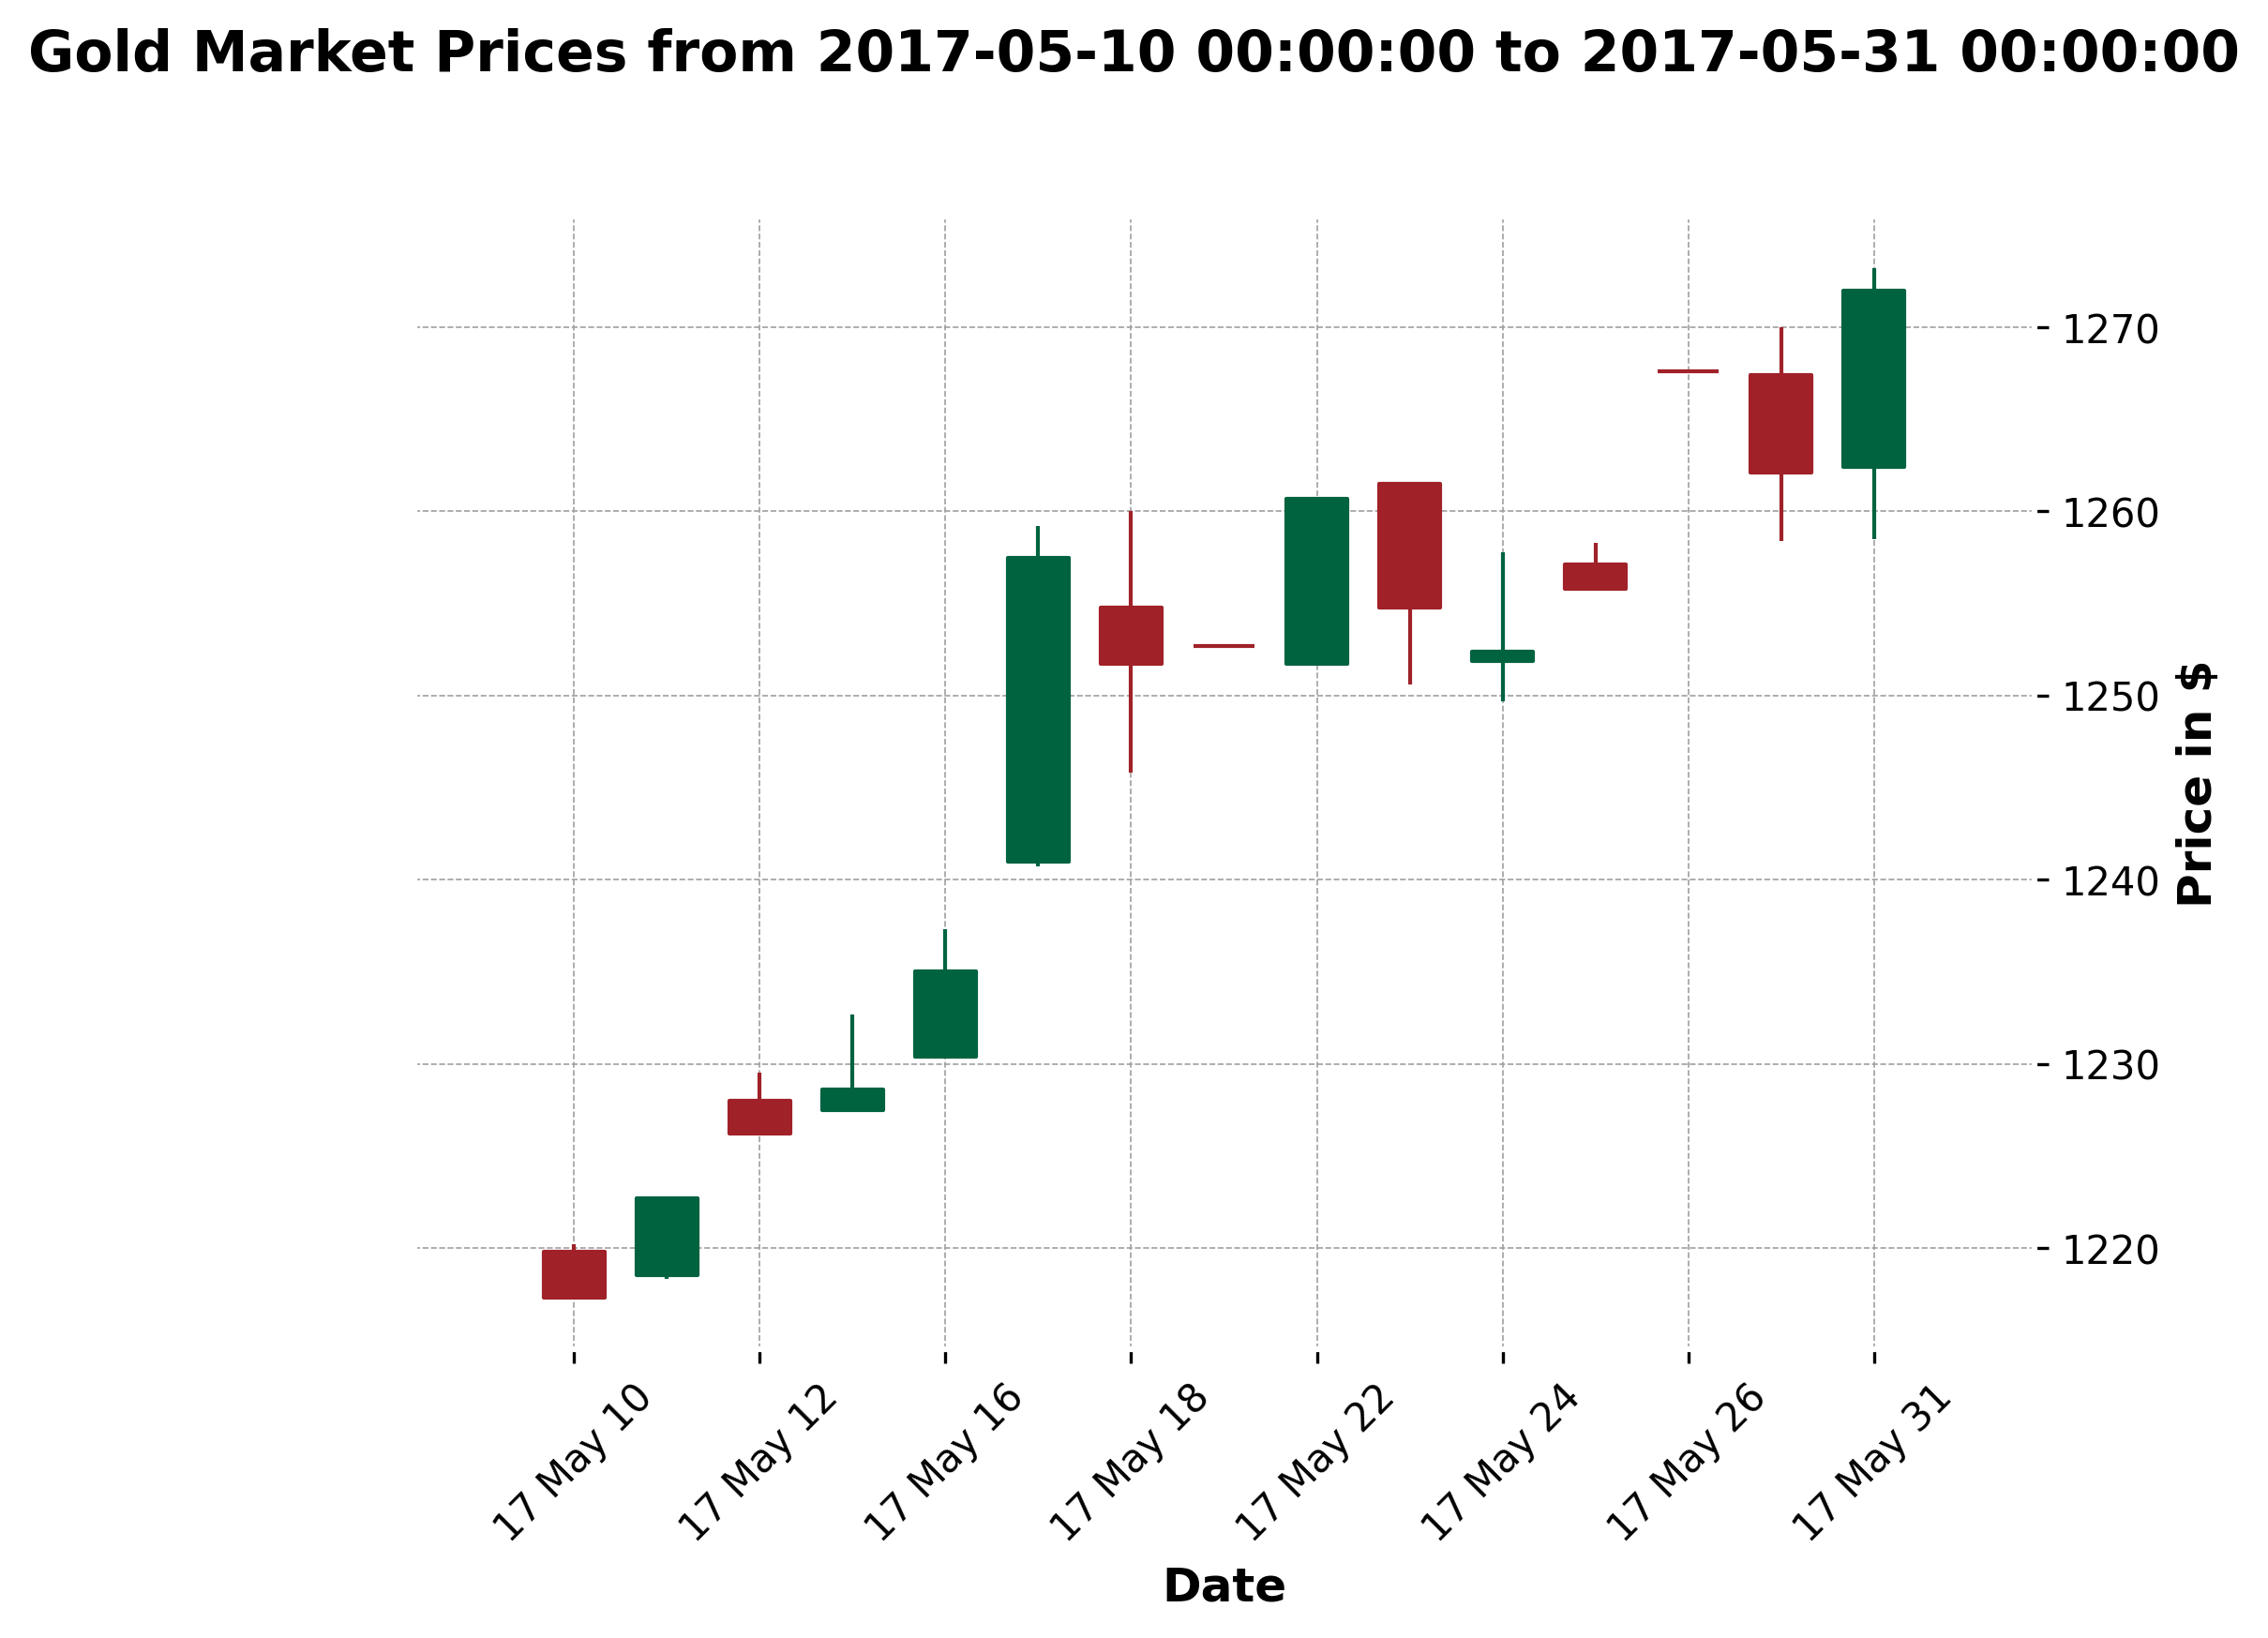 Gold Market Prices from 2017-05-10 00:00:00 to 2017-05-31 00:00:00
1270
1260
1250
1240
1230
1220
Price in $
17 May 10
17 May 12
17 May 16
17 May 18
17 May 22
17 May 24
17 May 26
17 May 31
Date